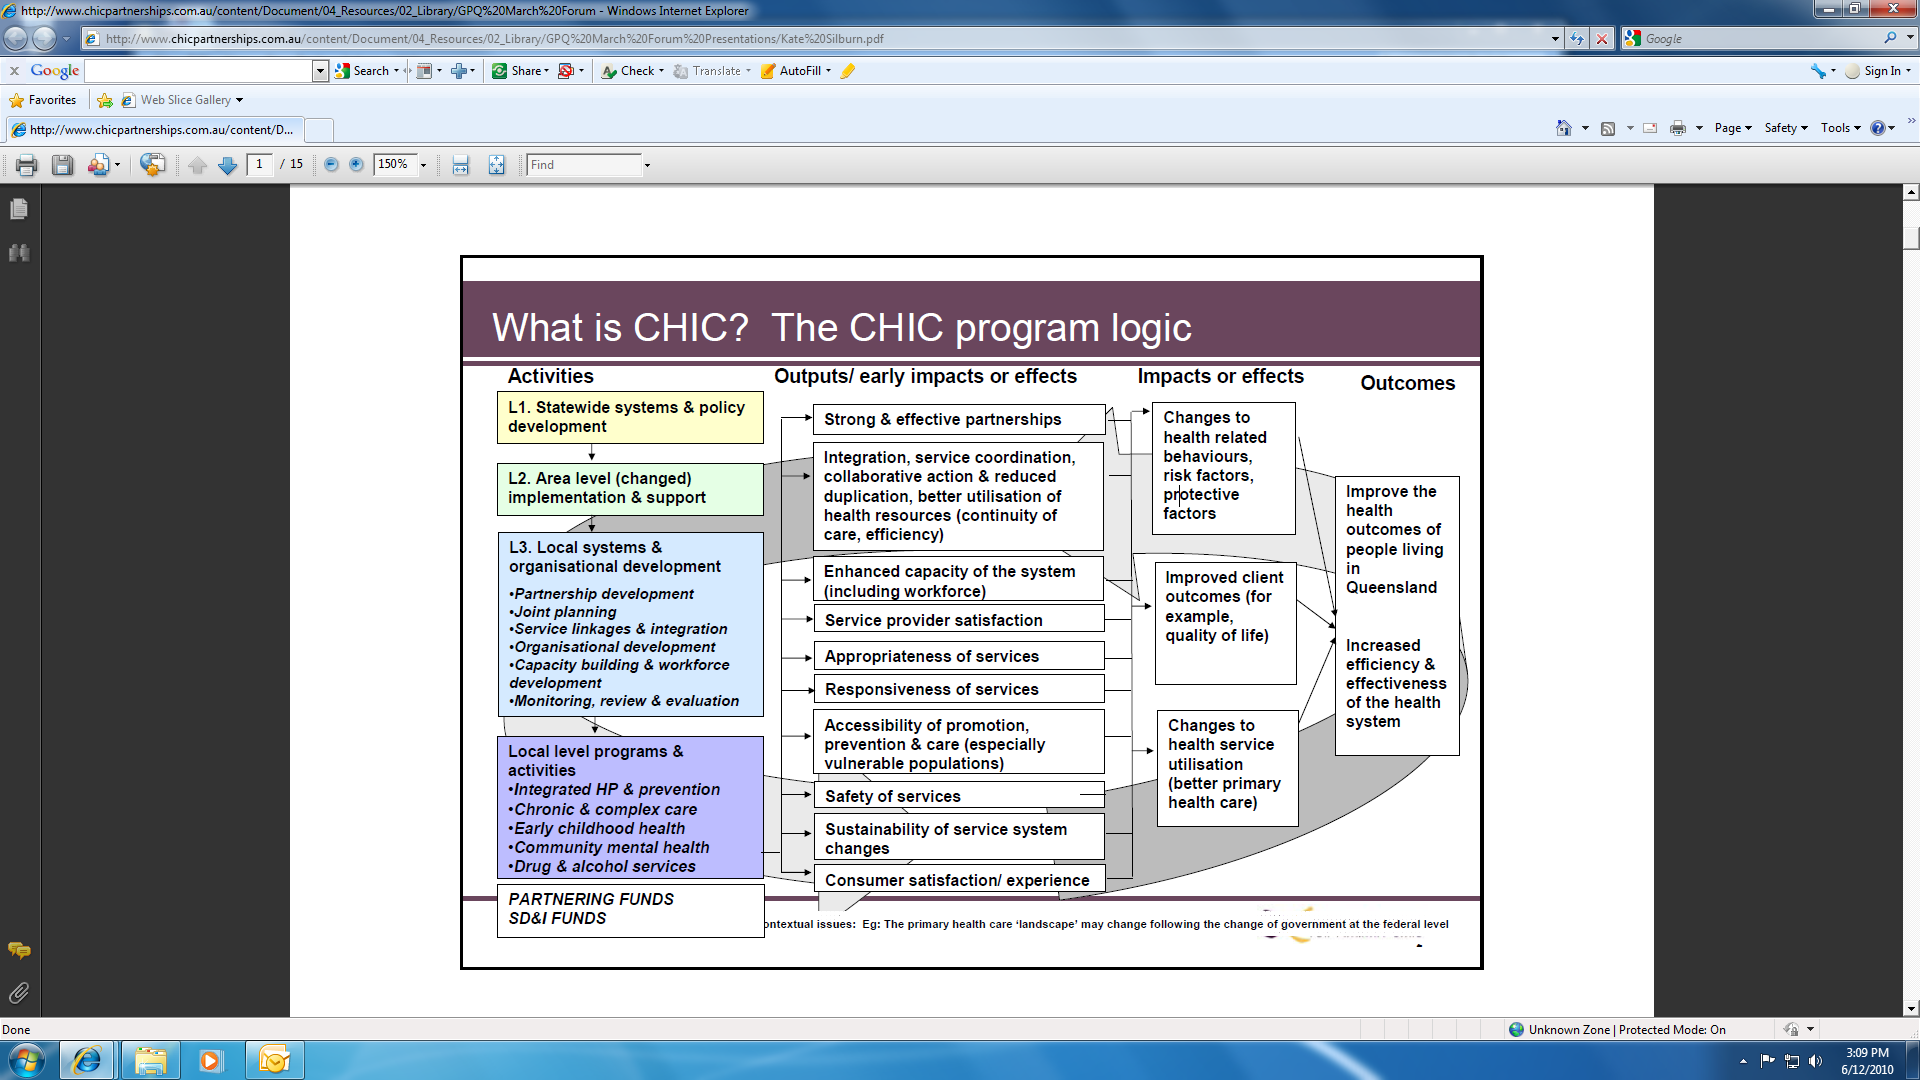 http://www.chicpartnerships.com.au/content/Document/04_Resources/02_Library/GPQ%20March%20Forum - Windows Internet Explorer
http://www.chicpartnerships.com.au/content/Document/04_Resources/02_Library/GPQ%20March%20Forum%20Presentations/Kate%20Silburn.pdf
Google
x Google
Search
Share
Check
Translate
AutoFill
Sign In
Favorites
Web Slice Gallery
http://www.chicpartnerships.com.au/content/D...
Page
Safety
Tools
1 / 15
150%
Find
What is CHIC? The CHIC program logic
Activities
L1. Statewide systems & policy
development
L2. Area level (changed)
implementation & support
L3. Local systems &
organisational development
•Partnership development
•Joint planning
•Service linkages & integration
•Organisational development
•Capacity building & workforce
development
•Monitoring, review & evaluation
Local level programs &
activities
•Integrated HP & prevention
•Chronic & complex care
•Early childhood health
•Community mental health
•Drug & alcohol services
PARTNERING FUNDS
SD&I FUNDS
Outputs/ early impacts or effects
Strong & effective partnerships
Integration, service coordination,
collaborative action & reduced
duplication, better utilisation of
health resources (continuity of
care, efficiency)
Enhanced capacity of the system
(including workforce)
Service provider satisfaction
Appropriateness of services
Responsiveness of services
Accessibility of promotion,
prevention & care (especially
vulnerable populations)
Safety of services
Sustainability of service system
changes
Consumer satisfaction/ experience
Impacts or effects
Changes to
health related
behaviours,
risk factors,
protective
factors
Improved client
outcomes (for
example,
quality of life)
Changes to
health service
utilisation
(better primary
health care)
Outcomes
Improve the
health
outcomes of
people living
in
Queensland
Increased
efficiency &
effectiveness
of the health
system
ontextual issues: Eg: The primary health care ‘landscape’ may change following the change of government at the federal level
Done
Unknown Zone | Protected Mode: On
3:09 PM
6/12/2010